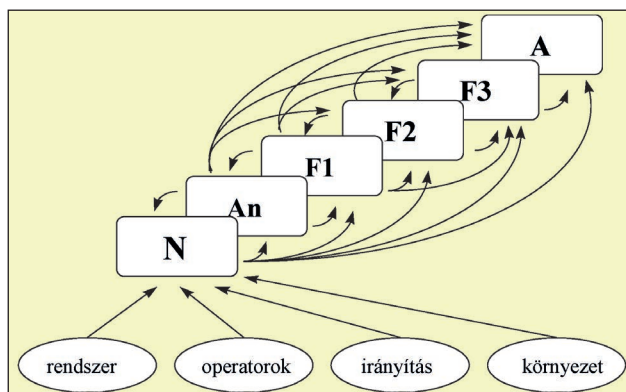 A
F3
F2
F1
An
N
rendszer
operatorok
irányítás
környezet